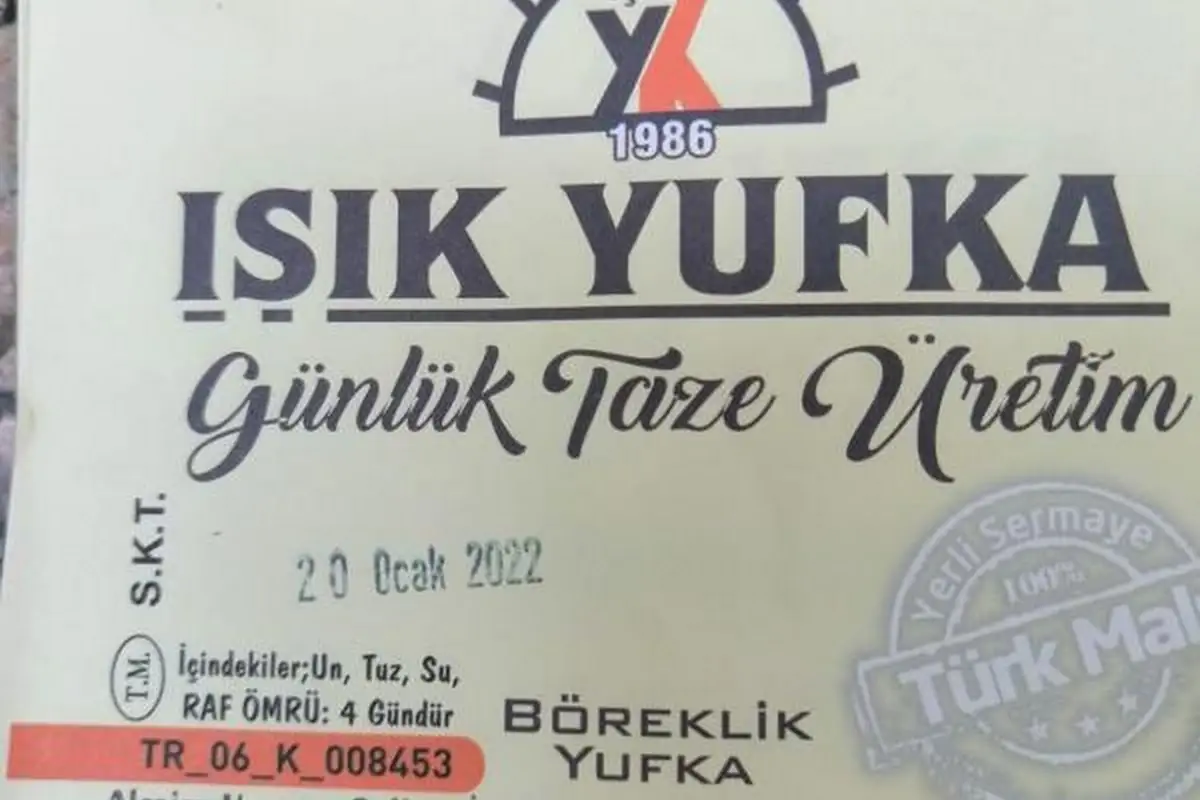 YK
1986
IŞIK YUFKA
Günlük Taze Üretim
S.K.T.
20 Ocak 2022
Yerli Sermaye
100%
Türk Malı
T.M.
İçindekiler;Un, Tuz, Su,
RAF ÖMRÜ: 4 Gündür
TR_06_K_008453
BÖREKLİK
YUFKA